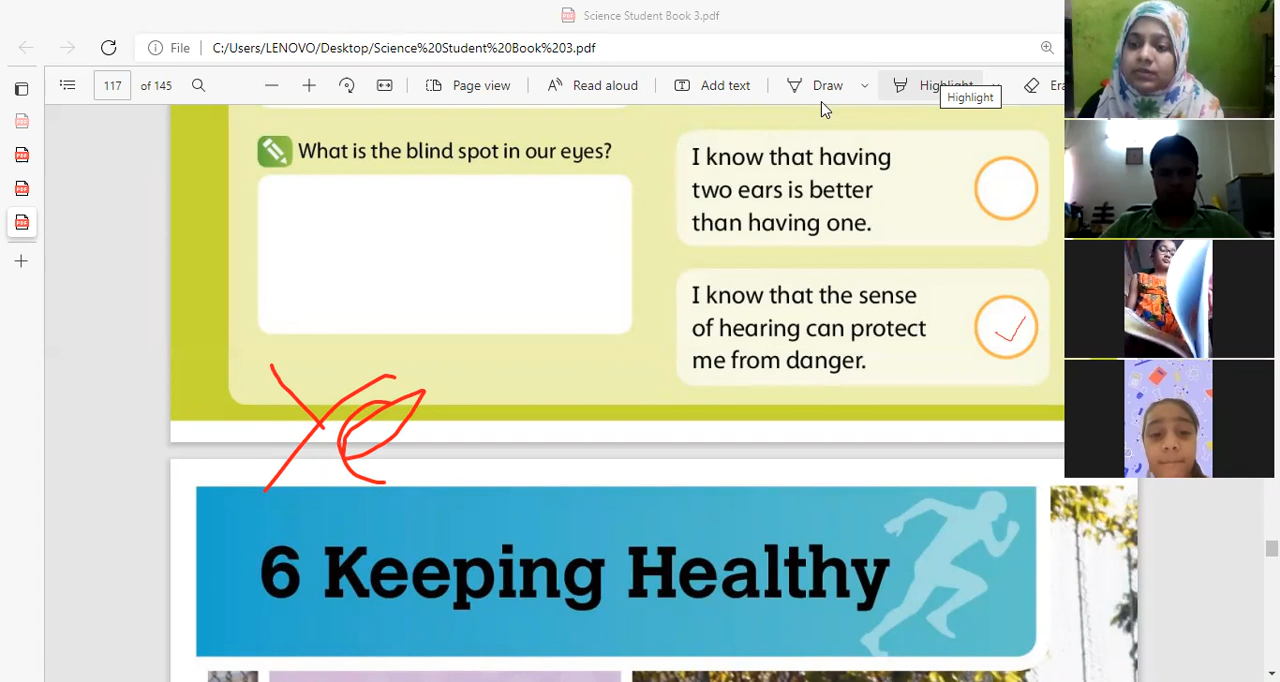 Science Student Book 3.pdf
File C:/Users/LENOVO/Desktop/Science%20Student%20Book%203.pdf
117 of 145 Page view Read aloud Add text Draw Highlight Era
Highlight
What is the blind spot in our eyes?
I know that having
two ears is better
than having one.
I know that the sense
of hearing can protect
me from danger.
Ye
6 Keeping Healthy